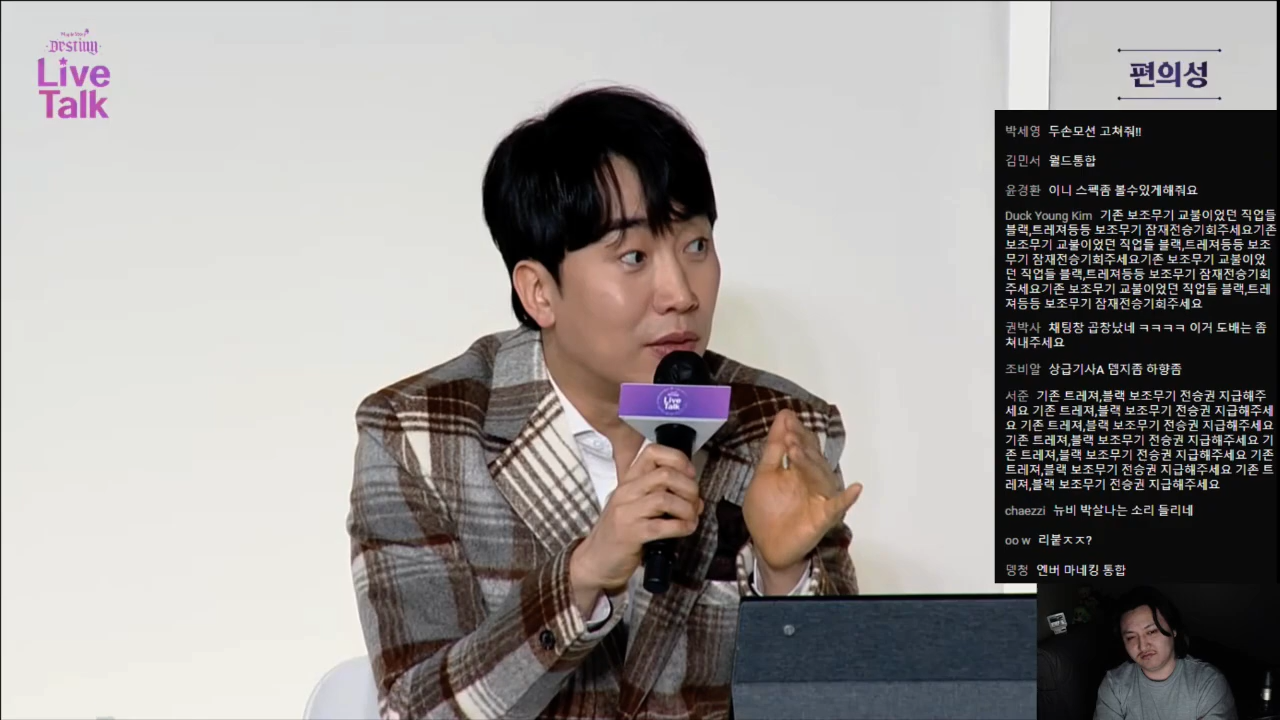 Destiny
Live
Talk
편의성
Live
Talk
박세영 두손모션 고쳐줘!!
김민서 월드통합
윤경환 이니 스팩좀 볼수있게해줘요
Duck Young Kim 기존 보조무기 교불이었던 직업들
블랙,트레져등등 보조무기 잠재전승기회주세요기존
보조무기 교불이었던 직업들 블랙,트레져등등 보조
무기 잠재전승기회주세요기존 보조무기 교불이었
던 직업들 블랙,트레져등등 보조무기 잠재전승기회
주세요기존 보조무기 교불이었던 직업들 블랙,트레
져등등 보조무기 잠재전승기회주세요
권박사 채팅창 곱창났네 ㅋㅋㅋㅋ 이거 도배는 좀
쳐내주세요
조비알 상급기사A 뎀지좀 하향좀
서준 기존 트레져,블랙 보조무기 전승권 지급해주
세요 기존 트레져,블랙 보조무기 전승권 지급해주세
요 기존 트레져,블랙 보조무기 전승권 지급해주세요
기존 트레져,블랙 보조무기 전승권 지급해주세요 기
존 트레져,블랙 보조무기 전승권 지급해주세요 기존
트레져,블랙 보조무기 전승권 지급해주세요 기존 트
레져,블랙 보조무기 전승권 지급해주세요
chaezzi 뉴비 박살나는 소리 들리네
oo w 리붙ㅈㅈ?
뎅청 엔버 마네킹 통합